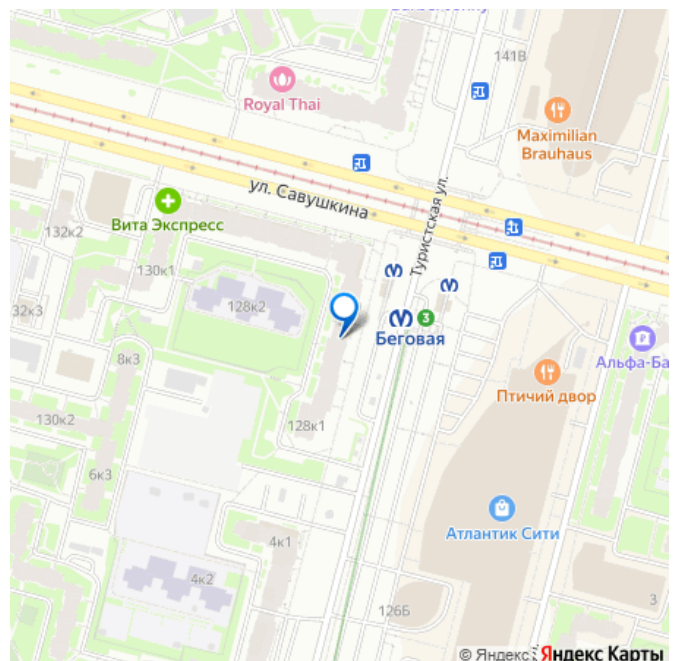 141В
Royal Thai
Maximilian
Brauhaus
ул. Савушкина
Туристская ул.
Вита Экспресс
132к2
130к1
128к2
32к3
3
Беговая
Альфа-Ба
8к3
Птичий двор
130к2
128к1
6к3
Атлантик Сити
4к1
4к2
126Б
3
© Яндекс
Яндекс Карты